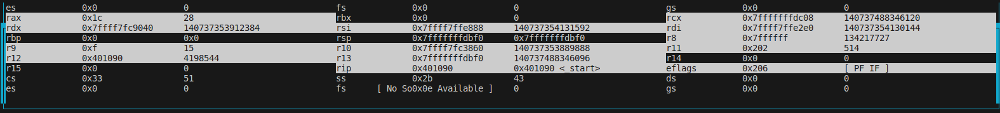 es 0x0 0 fs 0x0 0 gs 0x0 0
rax 0x1c 28 rbx 0x0 0 rcx 0x7fffffffdc08 140737488346120
rdx 0x7ffff7fc9040 140737353912384 rsi 0x7ffff7ffe888 140737354131592 rdi 0x7ffff7ffe2e0 140737354130144
rbp 0x0 0x0 rsp 0x7fffffffdbf0 0x7fffffffdbf0 r8 0x7ffffff 134217727
r9 0xf 15 r10 0x7ffff7fc3860 140737353889888 r11 0x202 514
r12 0x401090 4198544 r13 0x7fffffffdbf0 140737488346096 r14 0x0 0
r15 0x0 0 rip 0x401090 0x401090 <_start> eflags 0x206 [ PF IF ]
cs 0x33 51 ss 0x2b 43 ds 0x0 0
es 0x0 0 fs [ No So0x0e Available ] 0 gs 0x0 0